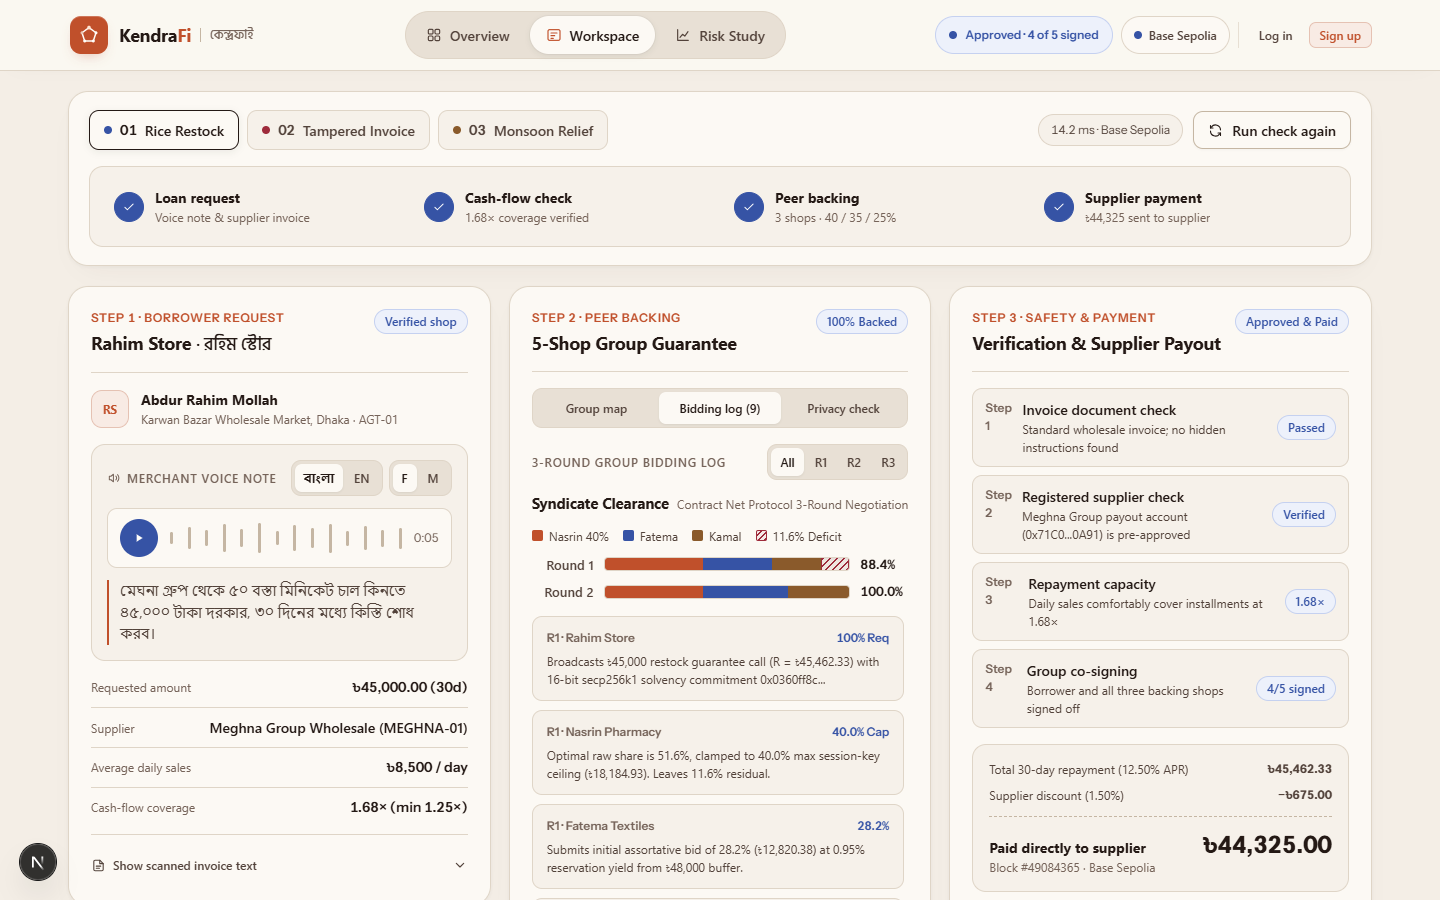 KendraFi | কেন্দ্রফাই
Overview
Workspace
Risk Study
Approved · 4 of 5 signed
Base Sepolia
Log in
Sign up
01 Rice Restock
02 Tampered Invoice
03 Monsoon Relief
14.2 ms · Base Sepolia
Run check again
Loan request
Voice note & supplier invoice
Cash-flow check
1.68× coverage verified
Peer backing
3 shops · 40 / 35 / 25%
Supplier payment
৳44,325 sent to supplier
STEP 1 · BORROWER REQUEST
Rahim Store · রহিম স্টোর
Verified shop
RS
Abdur Rahim Mollah
Karwan Bazar Wholesale Market, Dhaka · AGT-01
MERCHANT VOICE NOTE
বাংলা EN
F M
0:05
মেঘনা গ্রুপ থেকে ৫০ বস্তা মিনিকেট চাল কিনতে
৪৫,০০০ টাকা দরকার, ৩০ দিনের মধ্যে কিস্তি শোধ
করব।
Requested amount ৳45,000.00 (30d)
Supplier Meghna Group Wholesale (MEGHNA-01)
Average daily sales ৳8,500 / day
Cash-flow coverage 1.68× (min 1.25×)
Show scanned invoice text
N
STEP 2 · PEER BACKING
5-Shop Group Guarantee
100% Backed
Group map
Bidding log (9)
Privacy check
3-ROUND GROUP BIDDING LOG
All R1 R2 R3
Syndicate Clearance Contract Net Protocol 3-Round Negotiation
Nasrin 40% Fatema Kamal 11.6% Deficit
Round 1 88.4%
Round 2 100.0%
R1 · Rahim Store 100% Req
Broadcasts ৳45,000 restock guarantee call (R = ৳45,462.33) with
16-bit secp256k1 solvency commitment 0x0360ff8c...
R1 · Nasrin Pharmacy 40.0% Cap
Optimal raw share is 51.6%, clamped to 40.0% max session-key
ceiling (৳18,184.93). Leaves 11.6% residual.
R1 · Fatema Textiles 28.2%
Submits initial assortative bid of 28.2% (৳12,820.38) at 0.95%
reservation yield from ৳48,000 buffer.
STEP 3 · SAFETY & PAYMENT
Verification & Supplier Payout
Approved & Paid
Step 1
Invoice document check
Standard wholesale invoice; no hidden
instructions found
Passed
Step 2
Registered supplier check
Meghna Group payout account
(0x71C0...0A91) is pre-approved
Verified
Step 3
Repayment capacity
Daily sales comfortably cover installments at
1.68×
1.68×
Step 4
Group co-signing
Borrower and all three backing shops
signed off
4/5 signed
Total 30-day repayment (12.50% APR) ৳45,462.33
Supplier discount (1.50%) −৳675.00
Paid directly to supplier ৳44,325.00
Block #49084365 · Base Sepolia